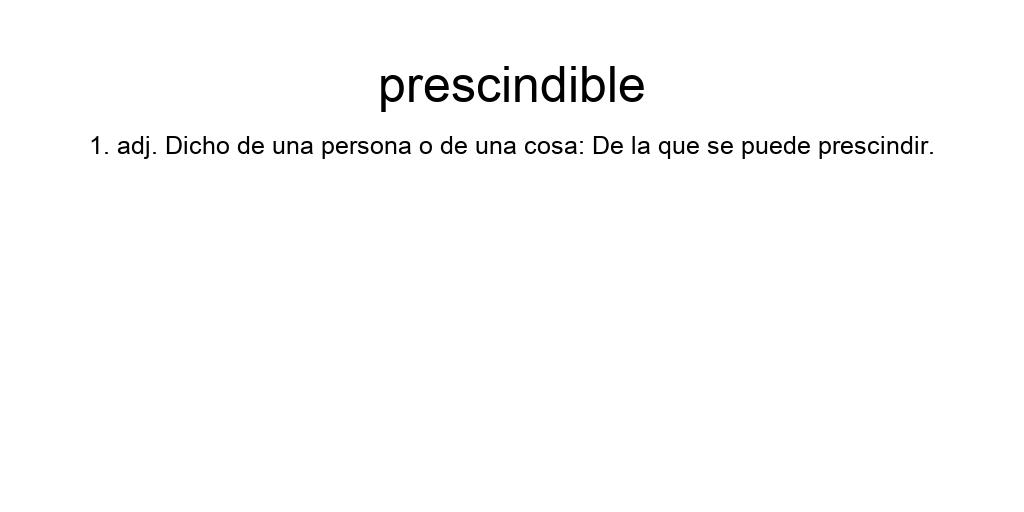 prescindible
1. adj. Dicho de una persona o de una cosa: De la que se puede prescindir.